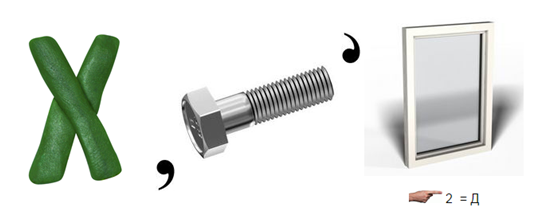 Х , ,
2 = Д